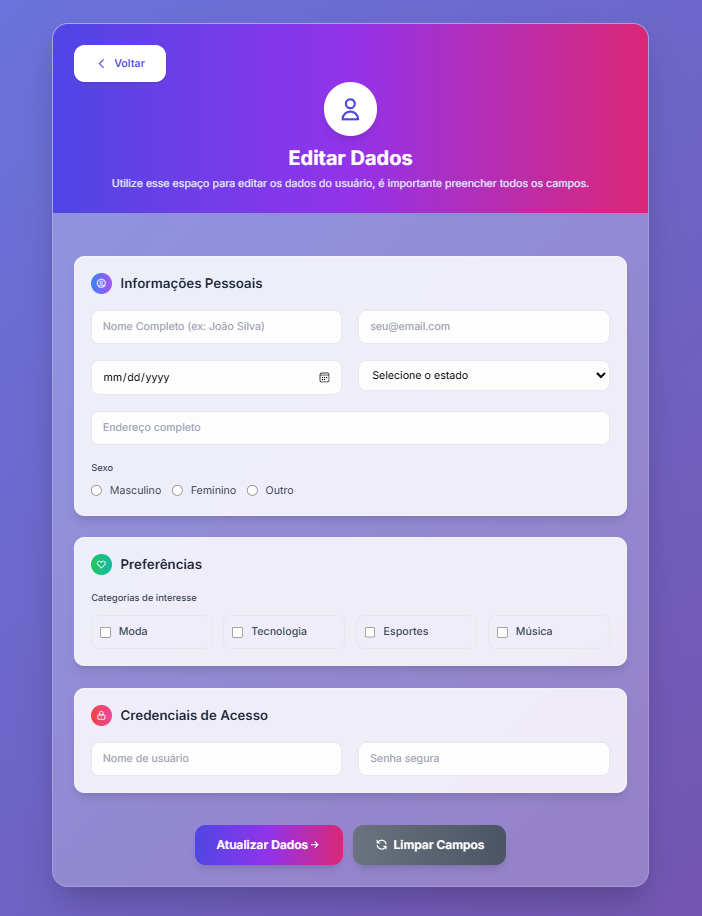 Voltar
Editar Dados
Utilize esse espaço para editar os dados do usuário, é importante preencher todos os campos.
Informações Pessoais
Nome Completo (ex: João Silva)
seu@email.com
mm/dd/yyyy
Selecione o estado
Endereço completo
Sexo
Masculino
Feminino
Outro
Preferências
Categorias de interesse
Moda
Tecnologia
Esportes
Música
Credenciais de Acesso
Nome de usuário
Senha segura
Atualizar Dados →
Limpar Campos